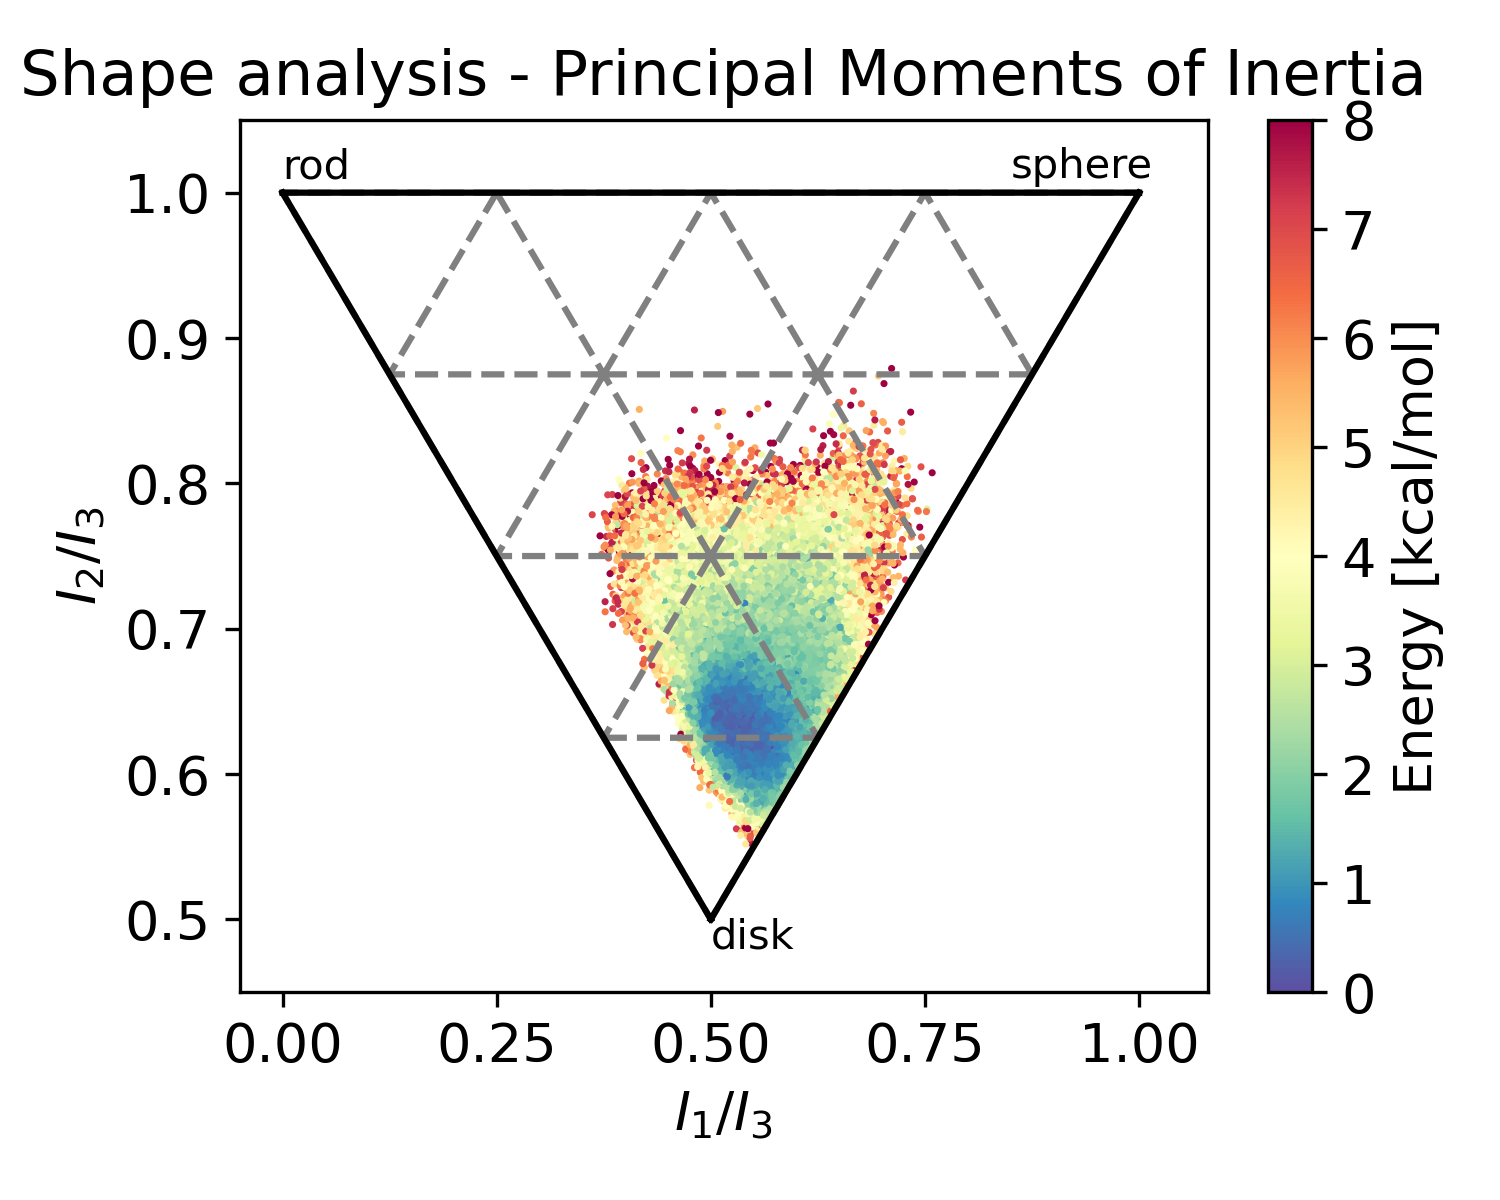 Shape analysis - Principal Moments of Inertia
rod
sphere
disk
1.0
0.9
0.8
0.7
0.6
0.5
I₂/I₃
0.00 0.25 0.50 0.75 1.00
I₁/I₃
8
7
6
5
4
3
2
1
0
Energy [kcal/mol]